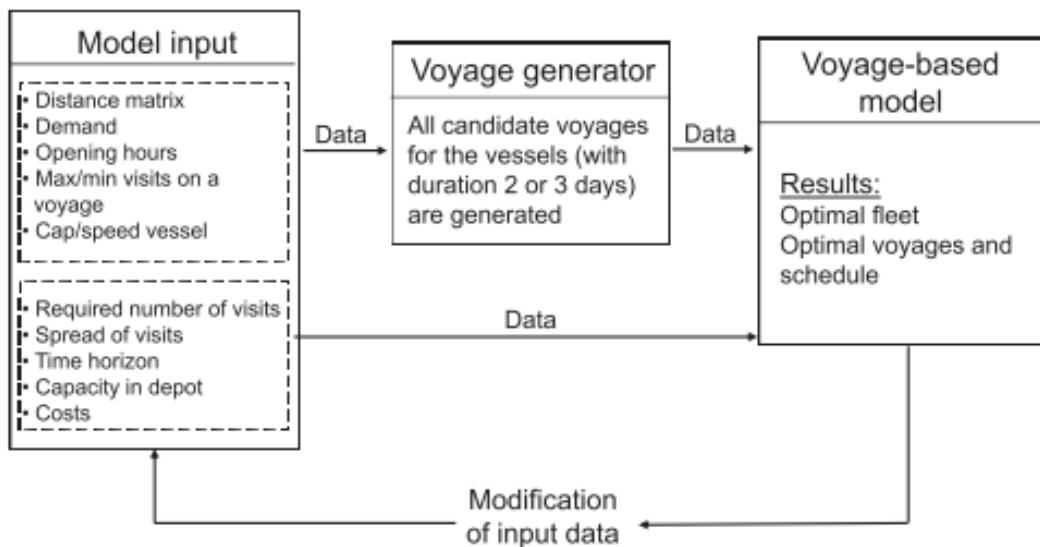 Model input
• Distance matrix
• Demand
• Opening hours
• Max/min visits on a
voyage
• Cap/speed vessel
• Required number of visits
• Spread of visits
• Time horizon
• Capacity in depot
• Costs
Data
Voyage generator
All candidate voyages
for the vessels (with
duration 2 or 3 days)
are generated
Data
Data
Voyage-based
model
Results:
Optimal fleet
Optimal voyages and
schedule
Modification
of input data